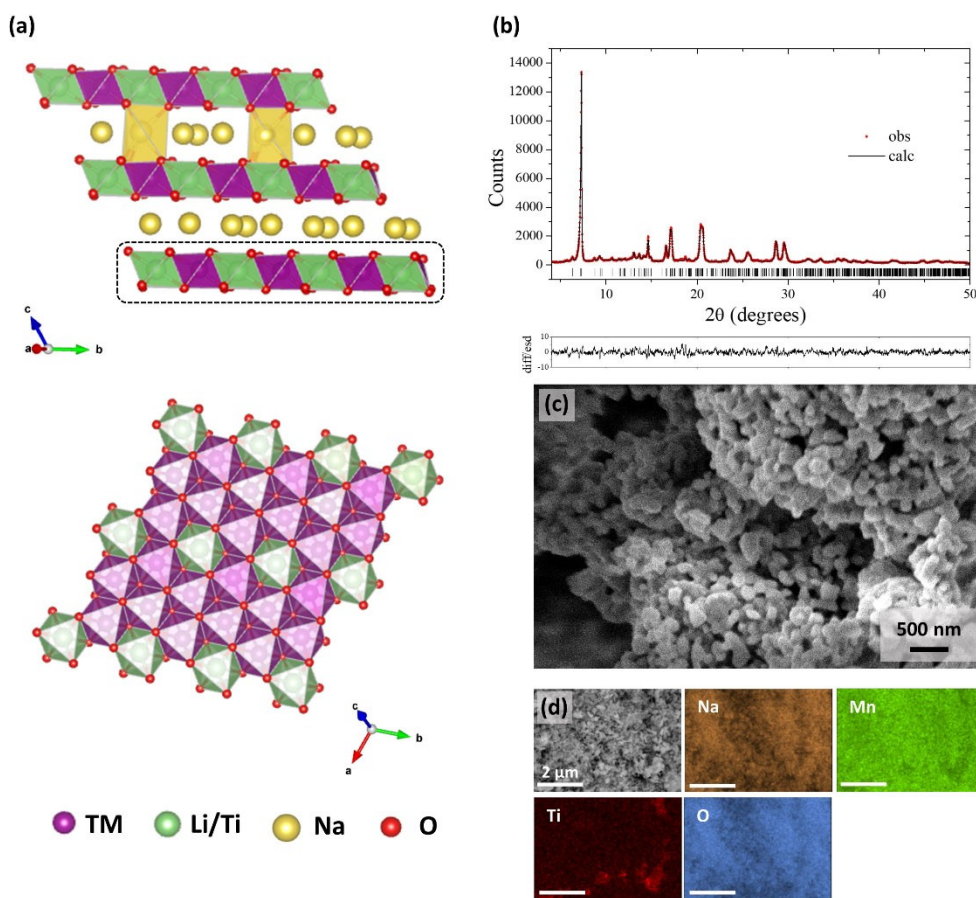 (a)
c
a
b
c
b
a
TM Li/Ti Na O
(b)
14000
12000
10000
8000
6000
4000
2000
0
Counts
obs
calc
10 20 30 40 50
2θ (degrees)
diff/esd
10
0
-10
(c)
500 nm
(d)
2 μm
Na
Mn
Ti
O